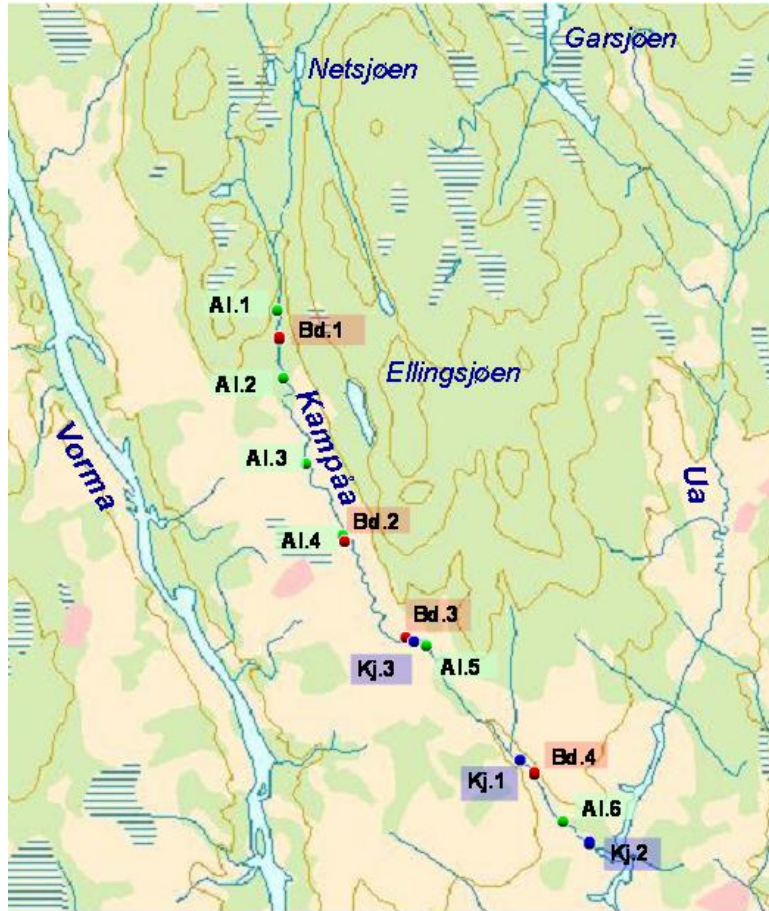 Garsjøen
Netsjøen
Al.1
Bd.1
Ellingsjøen
Al.2
Kampåa
Vorma
Al.3
Ua
Bd.2
Al.4
Bd.3
Kj.3
Al.5
Bd.4
Kj.1
Al.6
Kj.2